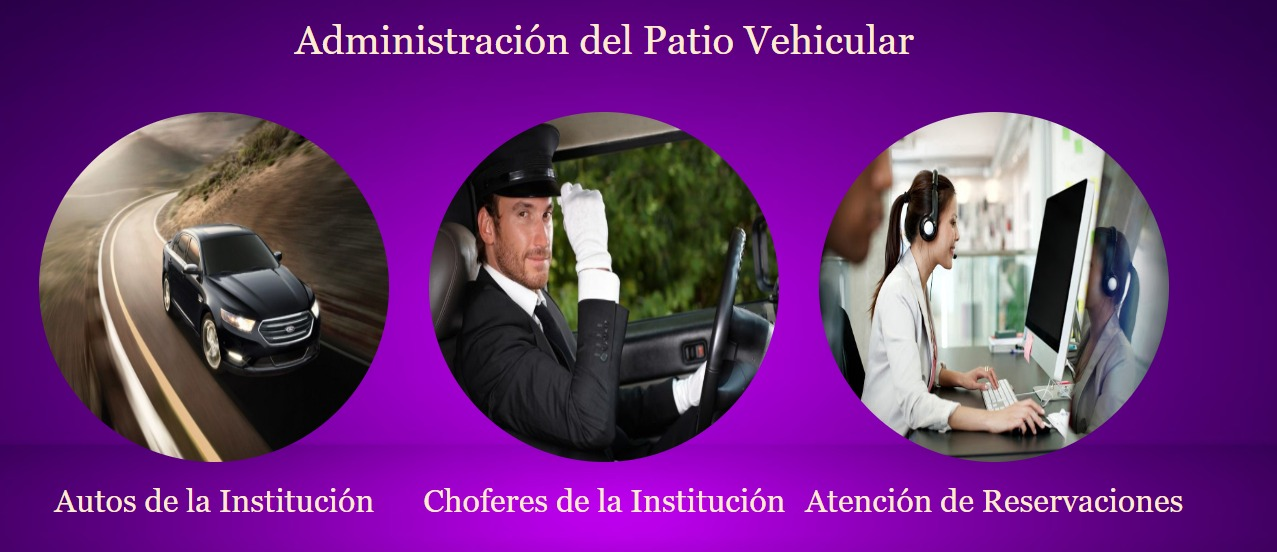 Administración del Patio Vehicular
Autos de la Institución
Choferes de la Institución
Atención de Reservaciones